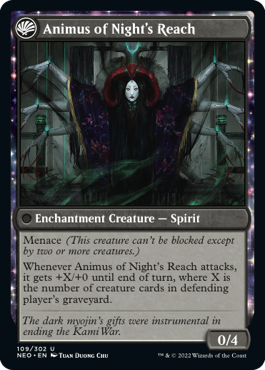 Animus of Night's Reach
Enchantment Creature — Spirit
Menace (This creature can't be blocked except
by two or more creatures.)
Whenever Animus of Night's Reach attacks,
it gets +X/+0 until end of turn, where X is
the number of creature cards in defending
player's graveyard.
The dark myojin's gifts were instrumental in
ending the Kami War.
0/4
109/302 U
NEO • EN Tuan Duong Chu
™ & © 2022 Wizards of the Coast